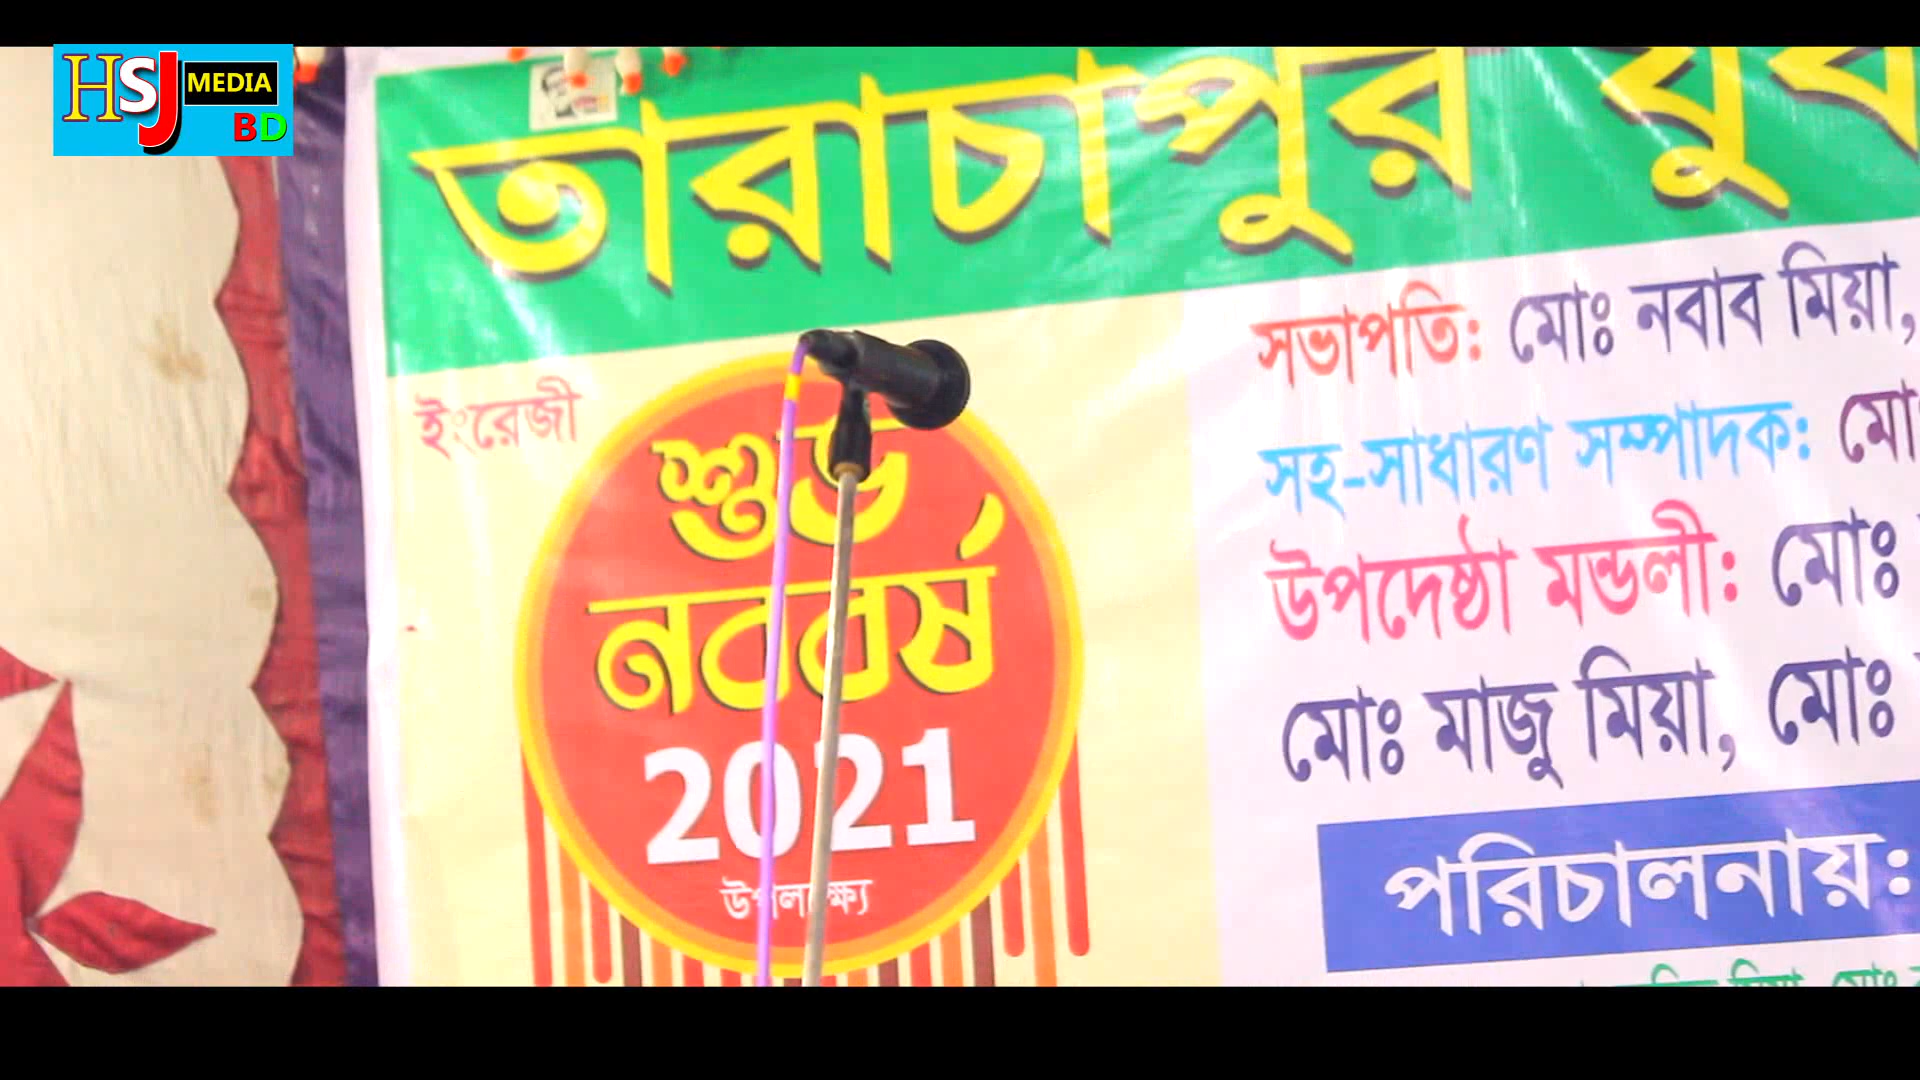 HSJ MEDIA BD
তারাচাপুর যুব
ইংরেজী
শুভ
নববর্ষ
2021
উপলক্ষ্যে
সভাপতি: মোঃ নবাব মিয়া,
সহ-সাধারণ সম্পাদক: মো
উপদেষ্ঠা মন্ডলী: মোঃ
মোঃ মাজু মিয়া, মোঃ
পরিচালনায়: